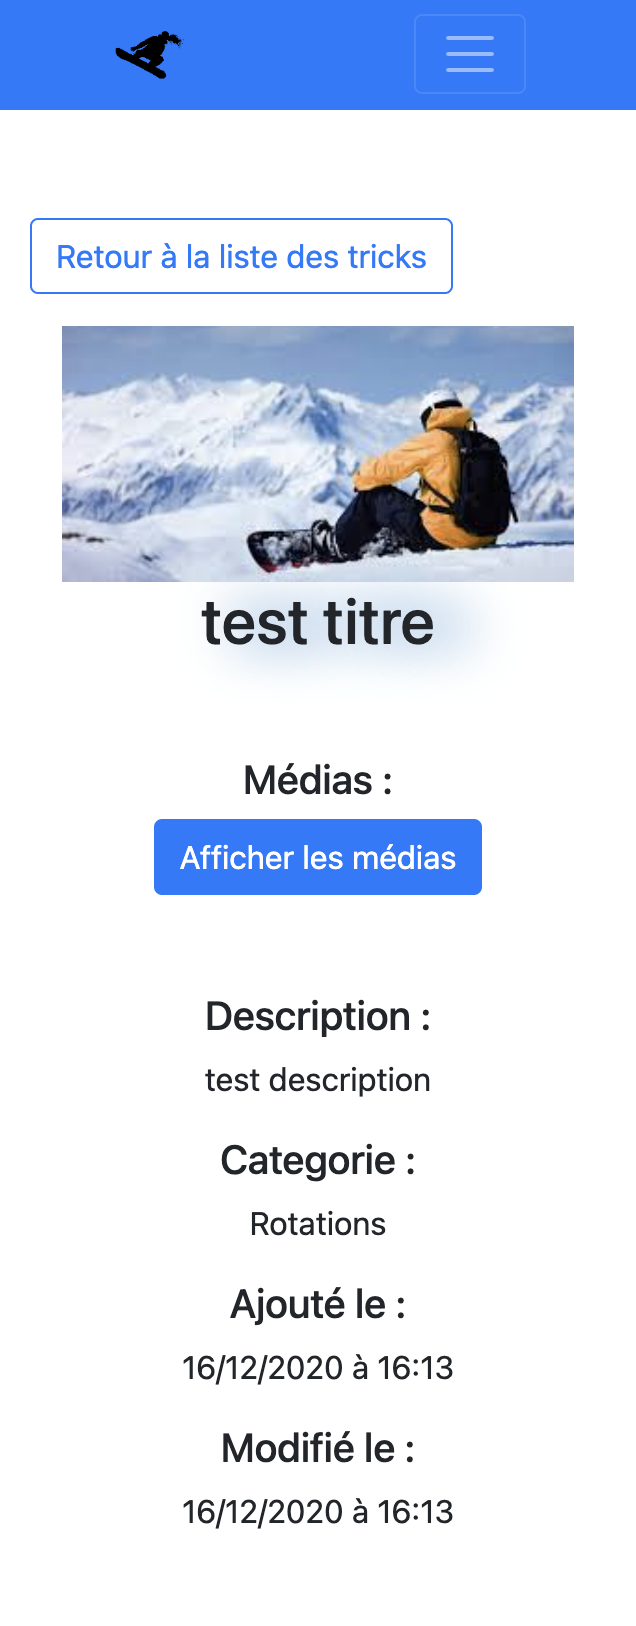 Retour à la liste des tricks
test titre
Médias :
Afficher les médias
Description :
test description
Categorie :
Rotations
Ajouté le :
16/12/2020 à 16:13
Modifié le :
16/12/2020 à 16:13